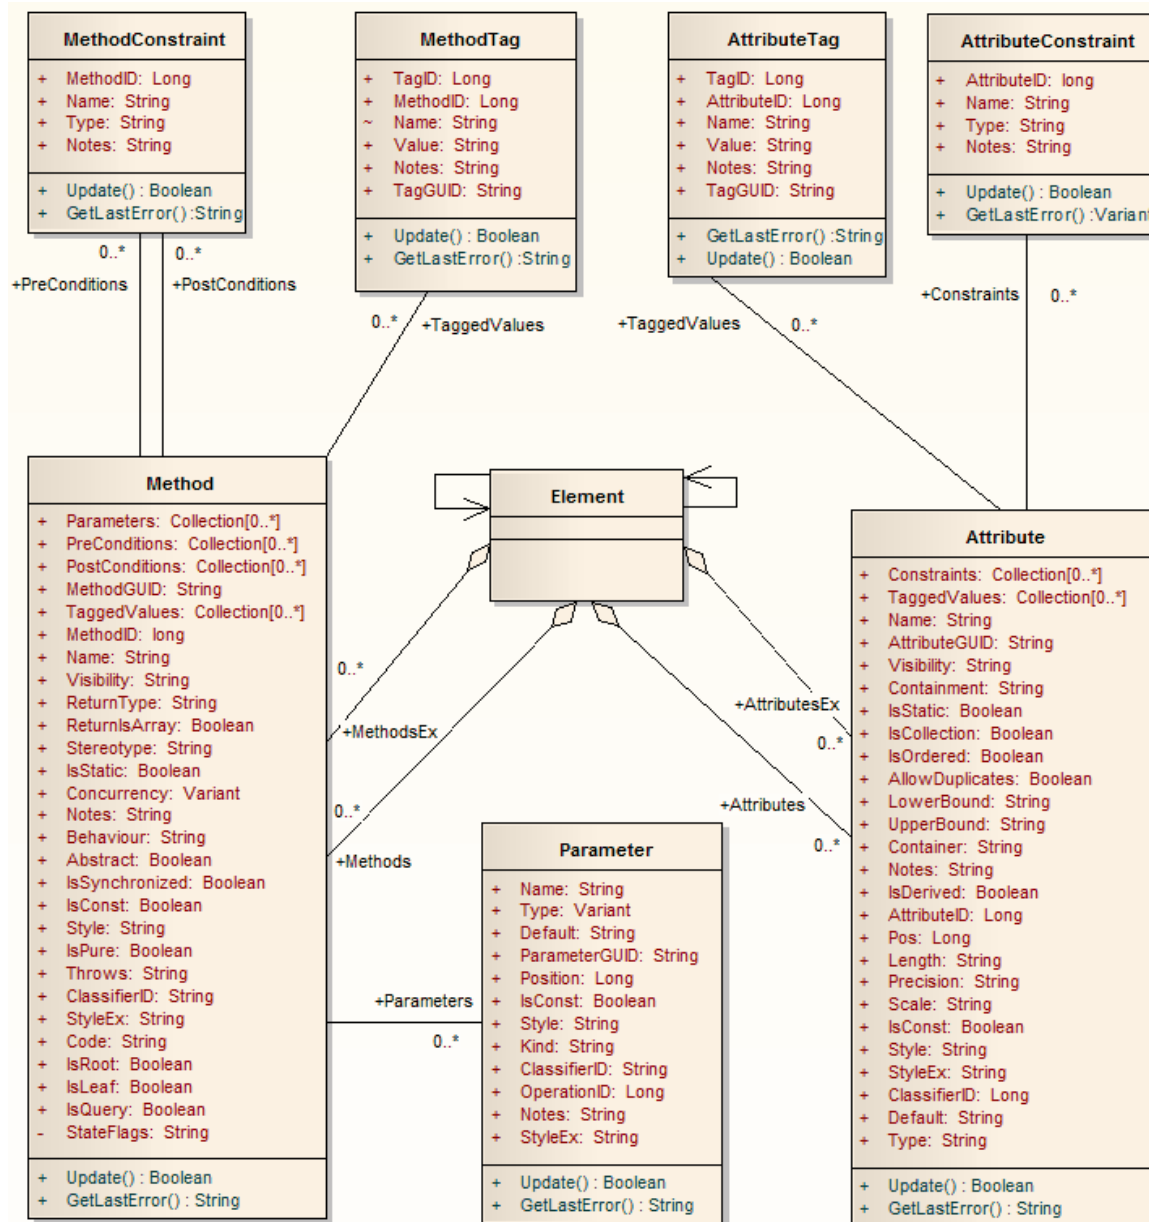 MethodConstraint
+ MethodID: Long
+ Name: String
+ Type: String
+ Notes: String
+ Update() : Boolean
+ GetLastError() :String
MethodTag
+ TagID: Long
+ MethodID: Long
~ Name: String
+ Value: String
+ Notes: String
+ TagGUID: String
+ Update() : Boolean
+ GetLastError() :String
AttributeTag
+ TagID: Long
+ AttributeID: Long
+ Name: String
+ Value: String
+ Notes: String
+ TagGUID: String
+ GetLastError() :String
+ Update() : Boolean
AttributeConstraint
+ AttributeID: long
+ Name: String
+ Type: String
+ Notes: String
+ Update() : Boolean
+ GetLastError() :Variant
0..*
0..*
+PreConditions
+PostConditions
0..*
+TaggedValues
+TaggedValues
0..*
+Constraints
0..*
Method
+ Parameters: Collection[0..*]
+ PreConditions: Collection[0..*]
+ PostConditions: Collection[0..*]
+ MethodGUID: String
+ TaggedValues: Collection[0..*]
+ MethodID: long
+ Name: String
+ Visibility: String
+ ReturnType: String
+ ReturnIsArray: Boolean
+ Stereotype: String
+ IsStatic: Boolean
+ Concurrency: Variant
+ Notes: String
+ Behaviour: String
+ Abstract: Boolean
+ IsSynchronized: Boolean
+ IsConst: Boolean
+ Style: String
+ IsPure: Boolean
+ Throws: String
+ ClassifierID: String
+ StyleEx: String
+ Code: String
+ IsRoot: Boolean
+ IsLeaf: Boolean
+ IsQuery: Boolean
- StateFlags: String
+ Update() : Boolean
+ GetLastError() : String
Element
0..*
+MethodsEx
0..*
+Methods
+AttributesEx
0..*
+Attributes
0..*
+Parameters
0..*
Parameter
+ Name: String
+ Type: Variant
+ Default: String
+ ParameterGUID: String
+ Position: Long
+ IsConst: Boolean
+ Style: String
+ Kind: String
+ ClassifierID: String
+ OperationID: Long
+ Notes: String
+ StyleEx: String
+ Update() : Boolean
+ GetLastError() : String
Attribute
+ Constraints: Collection[0..*]
+ TaggedValues: Collection[0..*]
+ Name: String
+ AttributeGUID: String
+ Visibility: String
+ Containment: String
+ IsStatic: Boolean
+ IsCollection: Boolean
+ IsOrdered: Boolean
+ AllowDuplicates: Boolean
+ LowerBound: String
+ UpperBound: String
+ Container: String
+ Notes: String
+ IsDerived: Boolean
+ AttributeID: Long
+ Pos: Long
+ Length: String
+ Precision: String
+ Scale: String
+ IsConst: Boolean
+ Style: String
+ StyleEx: String
+ ClassifierID: Long
+ Default: String
+ Type: String
+ Update() : Boolean
+ GetLastError() : String